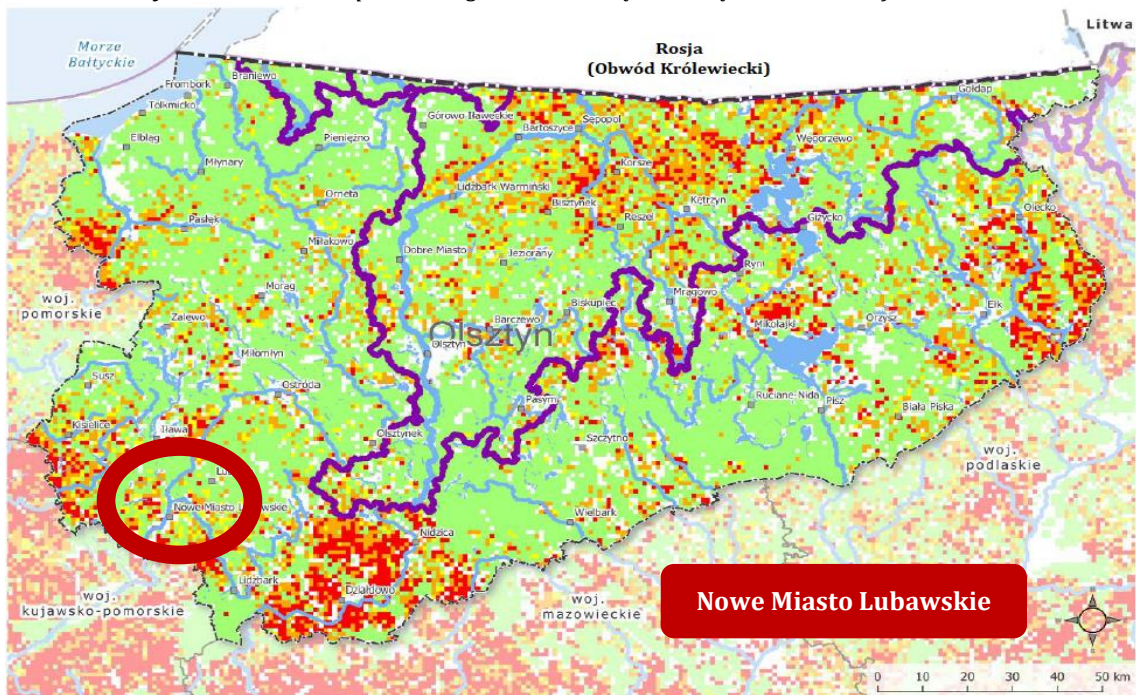 Litwa
Morze
Bałtyckie
Rosja
(Obwód Królewiecki)
Braniewo
Frombork
Tolkmicko
Gołdap
Górowo Iławeckie
Sępopol
Bartoszyce
Węgorzewo
Elbląg
Pieniężno
Młynary
Korsze
Lidzbark Warmiński
Orneta
Bisztynek
Kętrzyn
Reszel
Giżycko
Olecko
Pasłęk
Miłakowo
Dobre Miasto
Jeziorany
Ryn
woj.
pomorskie
Morąg
Mrągowo
Biskupiec
Zalewo
Barczewo
Mikołajki
Orzysz
Ełk
Olsztyn
Olsztyn
Miłomłyn
Susz
Ostróda
Pasym
Ruciane-Nida
Pisz
Biała Piska
Kisielice
Iława
Olsztynek
Szczytno
woj.
podlaskie
Nowe Miasto Lubawskie
Wielbark
Nidzica
Lidzbark
Działdowo
woj.
kujawsko-pomorskie
woj.
mazowieckie
Nowe Miasto Lubawskie
0 10 20 30 40 50 km